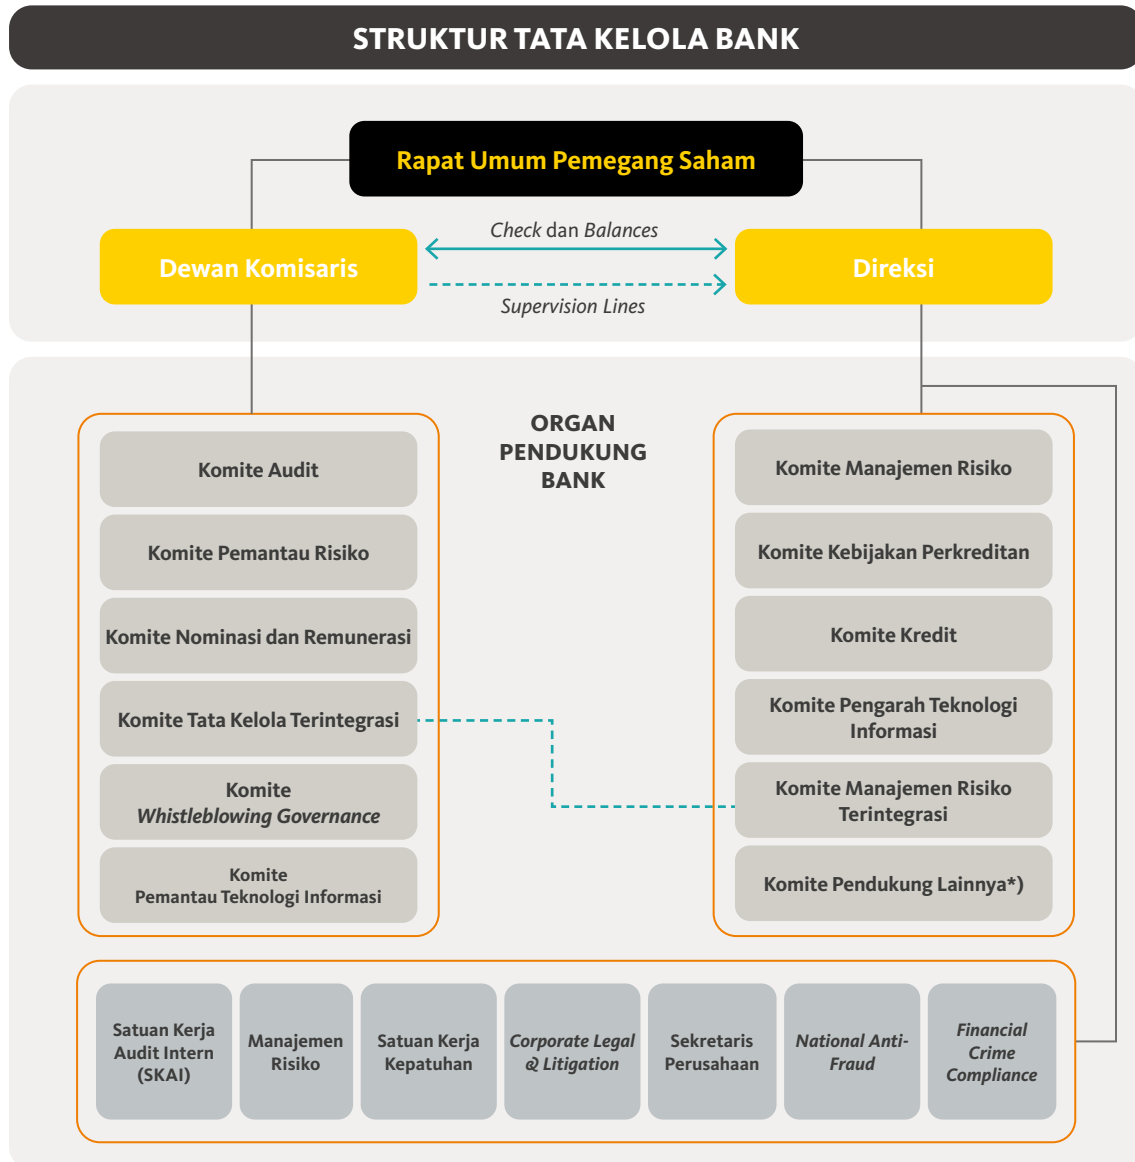 STRUKTUR TATA KELOLA BANK
Rapat Umum Pemegang Saham
Check dan Balances
Dewan Komisaris
Direksi
Supervision Lines
ORGAN
PENDUKUNG
BANK
Komite Audit
Komite Pemantau Risiko
Komite Nominasi dan Remunerasi
Komite Tata Kelola Terintegrasi
Komite
Whistleblowing Governance
Komite
Pemantau Teknologi Informasi
Komite Manajemen Risiko
Komite Kebijakan Perkreditan
Komite Kredit
Komite Pengarah Teknologi
Informasi
Komite Manajemen Risiko
Terintegrasi
Komite Pendukung Lainnya*)
Satuan Kerja
Audit Intern
(SKAI)
Manajemen
Risiko
Satuan Kerja
Kepatuhan
Corporate Legal
& Litigation
Sekretaris
Perusahaan
National Anti-
Fraud
Financial
Crime
Compliance